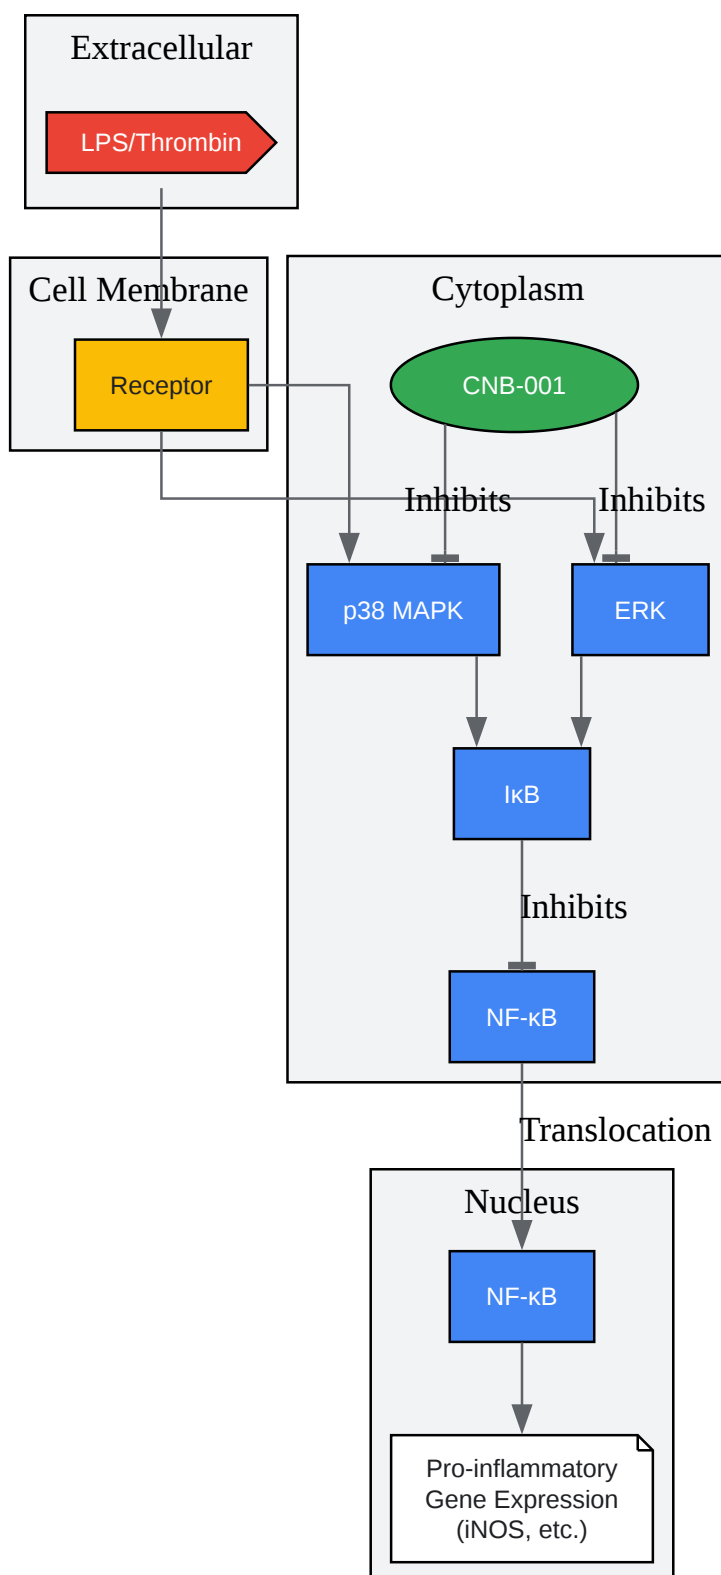 Extracellular
LPS/Thrombin
Cell Membrane
Receptor
Cytoplasm
CNB-001
Inhibits
Inhibits
p38 MAPK
ERK
IκB
Inhibits
NF-κB
Translocation
Nucleus
NF-κB
Pro-inflammatory
Gene Expression
(iNOS, etc.)